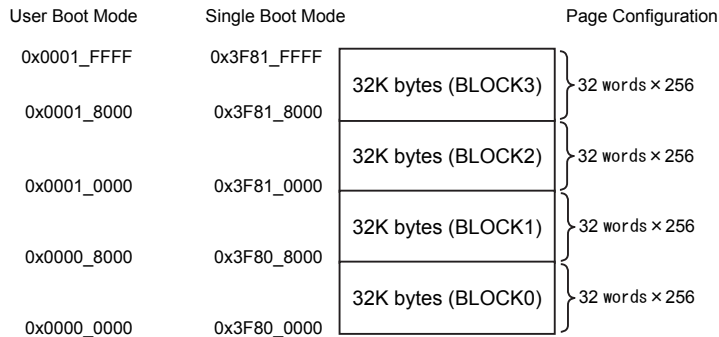 User Boot Mode Single Boot Mode Page Configuration
0x0001_FFFF 0x3F81_FFFF
32K bytes (BLOCK3) 32 words×256
0x0001_8000 0x3F81_8000
32K bytes (BLOCK2) 32 words×256
0x0001_0000 0x3F81_0000
32K bytes (BLOCK1) 32 words×256
0x0000_8000 0x3F80_8000
32K bytes (BLOCK0) 32 words×256
0x0000_0000 0x3F80_0000